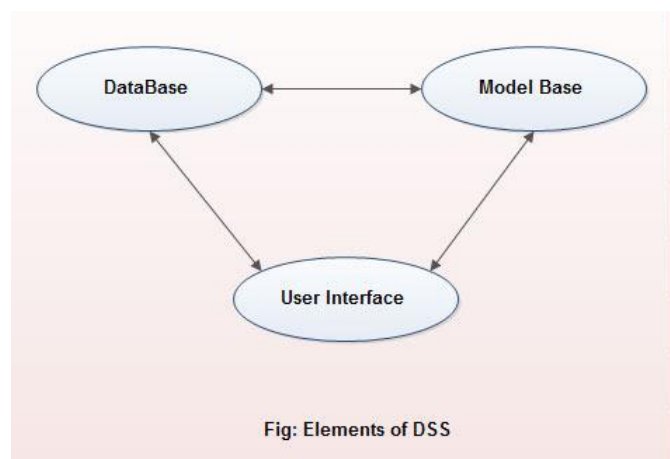 DataBase
Model Base
User Interface
Fig: Elements of DSS